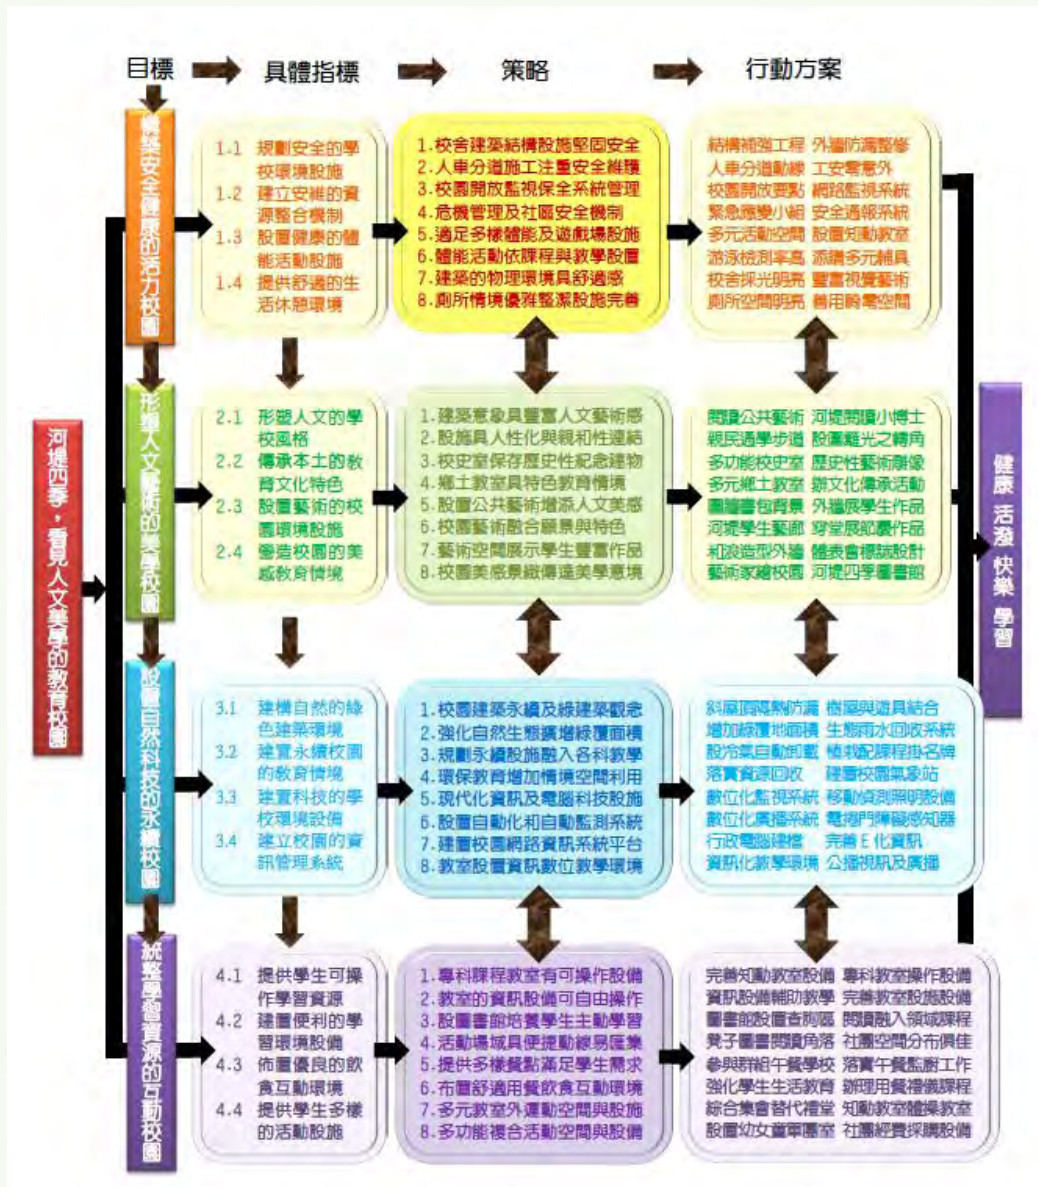 目標 具體指標 策略 行動方案
河堤四季，看見人文美學的教育校園
構築安全健康的活力校園
1.1 規劃安全的學
校環境設施
1.2 建立安維的資
源整合機制
1.3 設置健康的體
能活動設施
1.4 提供舒適的生
活休憩環境
1.校舍建築結構設施堅固安全
2.人車分道施工注重安全維護
3.校園開放監視保全系統管理
4.危機管理及社區安全機制
5.適足多樣體能及遊戲場設施
6.體能活動依課程與教學設置
7.建築的物理環境具舒適感
8.廁所情境優雅整潔設施完善
結構補強工程 外牆防漏整修
人車分道動線 工安零意外
校園開放要點 網路監視系統
緊急應變小組 安全通報系統
多元活動空間 設置知動教室
游泳檢測率高 添購多元輔具
校舍採光明亮 豐富視覺藝術
廁所空間明亮 善用畸零空間
形塑人文藝術的美學校園
2.1 形塑人文的學
校風格
2.2 傳承本土的教
育文化特色
2.3 設置藝術的校
園環境設施
2.4 營造校園的美
感教育情境
1.建築意象具豐富人文藝術感
2.設施具人性化與親和性連結
3.校史室保存歷史性紀念建物
4.鄉土教室具特色教育情境
5.設置公共藝術增添人文美感
6.校園藝術融合願景與特色
7.藝術空間展示學生豐富作品
8.校園美感景緻傳達美學意境
閱讀公共藝術 河堤閱讀小博士
親民通學步道 設置籬光之轉角
多功能校史室 歷史性藝術雕像
多元鄉土教室 辦文化傳承活動
圍牆書包背景 外牆展學生作品
河堤學生藝廊 穿堂展節慶作品
和浪造型外牆 體表會標誌設計
藝術家繪校園 河堤四季圖書館
設置自然科技的永續校園
3.1 建構自然的綠
色建築環境
3.2 建置永續校園
的教育情境
3.3 建置科技的學
校環境設備
3.4 建立校園的資
訊管理系統
1.校園建築永續及綠建築觀念
2.強化自然生態擴增綠覆面積
3.規劃永續設施融入各科教學
4.環保教育增加情境空間利用
5.現代化資訊及電腦科技設施
6.設置自動化和自動監測系統
7.建置校園網路資訊系統平台
8.教室設置資訊數位教學環境
斜屋頂隔熱防漏 樹屋與遊具結合
增加綠覆地面積 生態雨水回收系統
設冷氣自動卸載 植栽配課程掛名牌
落實資源回收 建置校園氣象站
數位化監視系統 移動偵測照明設備
數位化廣播系統 電捲門障礙感知器
行政電腦建檔 完善E化資訊
資訊化教學環境 公播視訊及廣播
統整學習資源的互動校園
4.1 提供學生可操
作學習資源
4.2 建置便利的學
習環境設備
4.3 佈置優良的飲
食互動環境
4.4 提供學生多樣
的活動設施
1.專科課程教室有可操作設備
2.教室的資訊設備可自由操作
3.設圖書館培養學生主動學習
4.活動場域具便捷動線易匯集
5.提供多樣餐點滿足學生需求
6.布置舒適用餐飲食互動環境
7.多元教室外運動空間與設施
8.多功能複合活動空間與設備
完善知動教室設備 專科教室操作設備
資訊設備輔助教學 完善教室設施設備
圖書館設置查詢區 閱讀融入領域課程
凳子圖書閱讀角落 社團空間分布俱佳
參與群組午餐學校 落實午餐監廚工作
強化學生生活教育 辦理用餐禮儀課程
綜合集會替代禮堂 知動教室體操教室
設置幼女童軍團室 社團經費採購設備
健康 活潑 快樂 學習